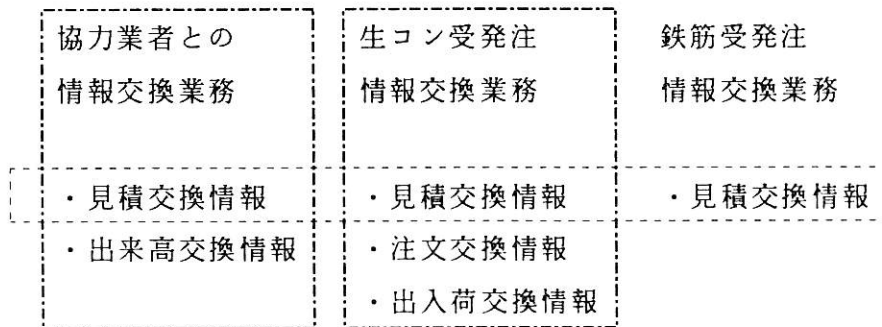 協力業者との
情報交換業務
・見積交換情報
・出来高交換情報
生コン受発注
情報交換業務
・見積交換情報
・注文交換情報
・出入荷交換情報
鉄筋受発注
情報交換業務
・見積交換情報